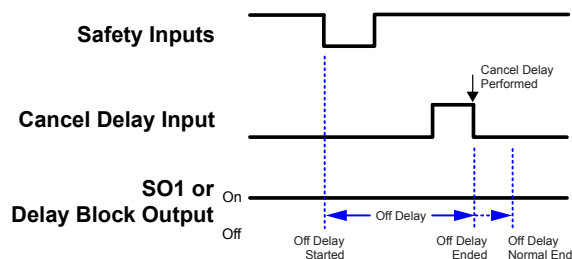 Safety Inputs
Cancel Delay
Performed
Cancel Delay Input
SO1 or
Delay Block Output
On
Off
Off Delay
Off Delay
Started
Off Delay
Ended
Off Delay
Normal End